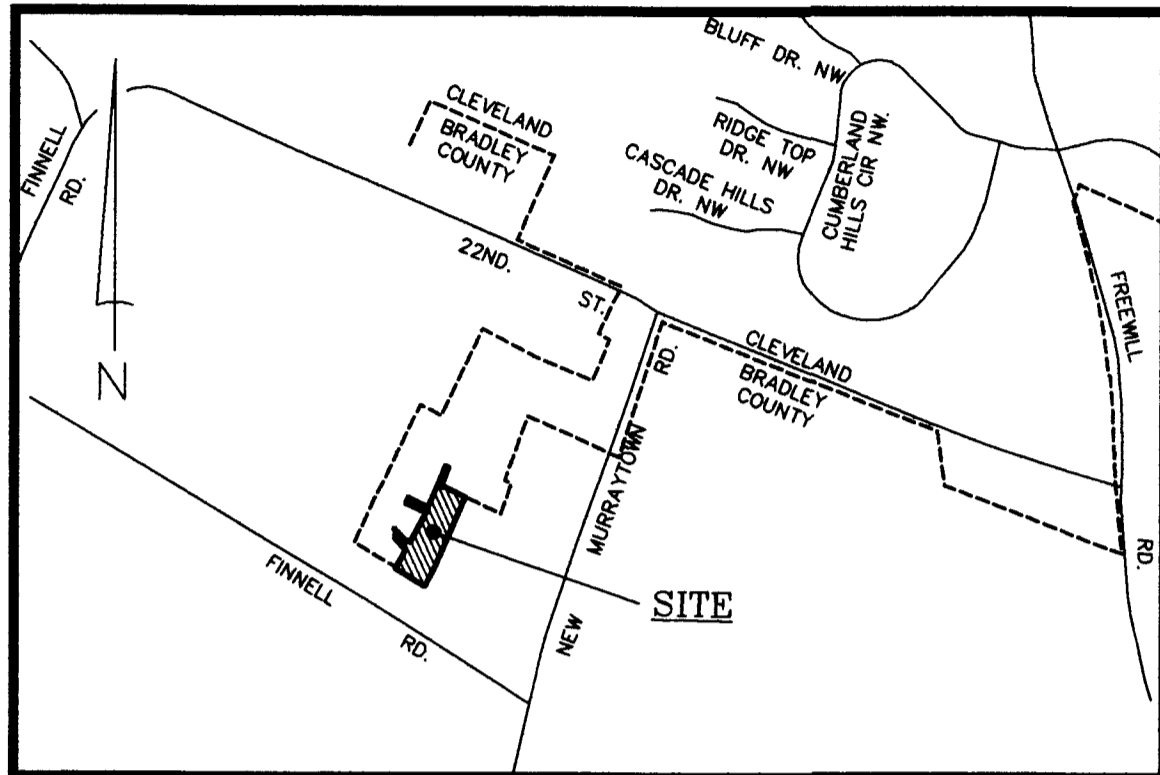 BLUFF DR. NW
CLEVELAND
BRADLEY
COUNTY
RIDGE TOP
DR. NW
CASCADE HILLS
DR. NW
CUMBERLAND
HILLS CIR NW.
FINNELL
RD.
22ND.
ST.
FREEWILL
RD.
N
CLEVELAND
BRADLEY
COUNTY
NEW
MURRAYTOWN
RD.
FINNELL
RD.
SITE